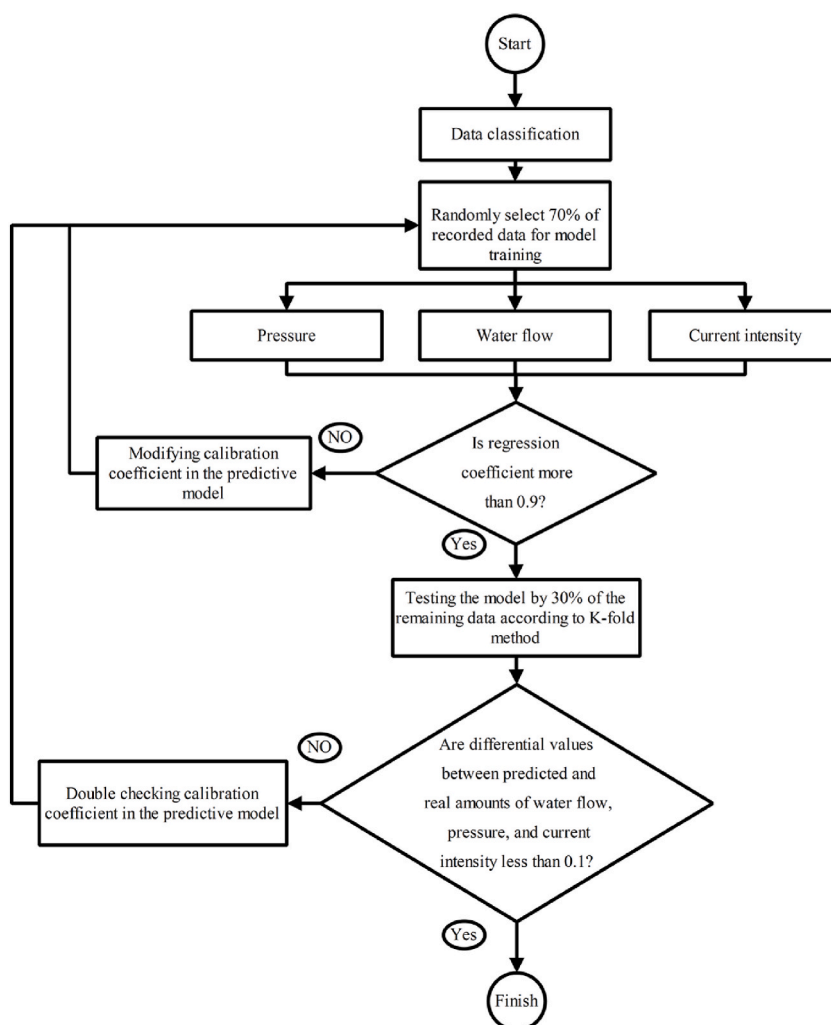 Start
Data classification
Randomly select 70% of
recorded data for model
training
Pressure
Water flow
Current intensity
Is regression
coefficient more
than 0.9?
NO
Modifying calibration
coefficient in the predictive
model
Yes
Testing the model by 30% of the
remaining data according to K-fold
method
Are differential values
between predicted and
real amounts of water flow,
pressure, and current
intensity less than 0.1?
NO
Double checking calibration
coefficient in the predictive model
Yes
Finish